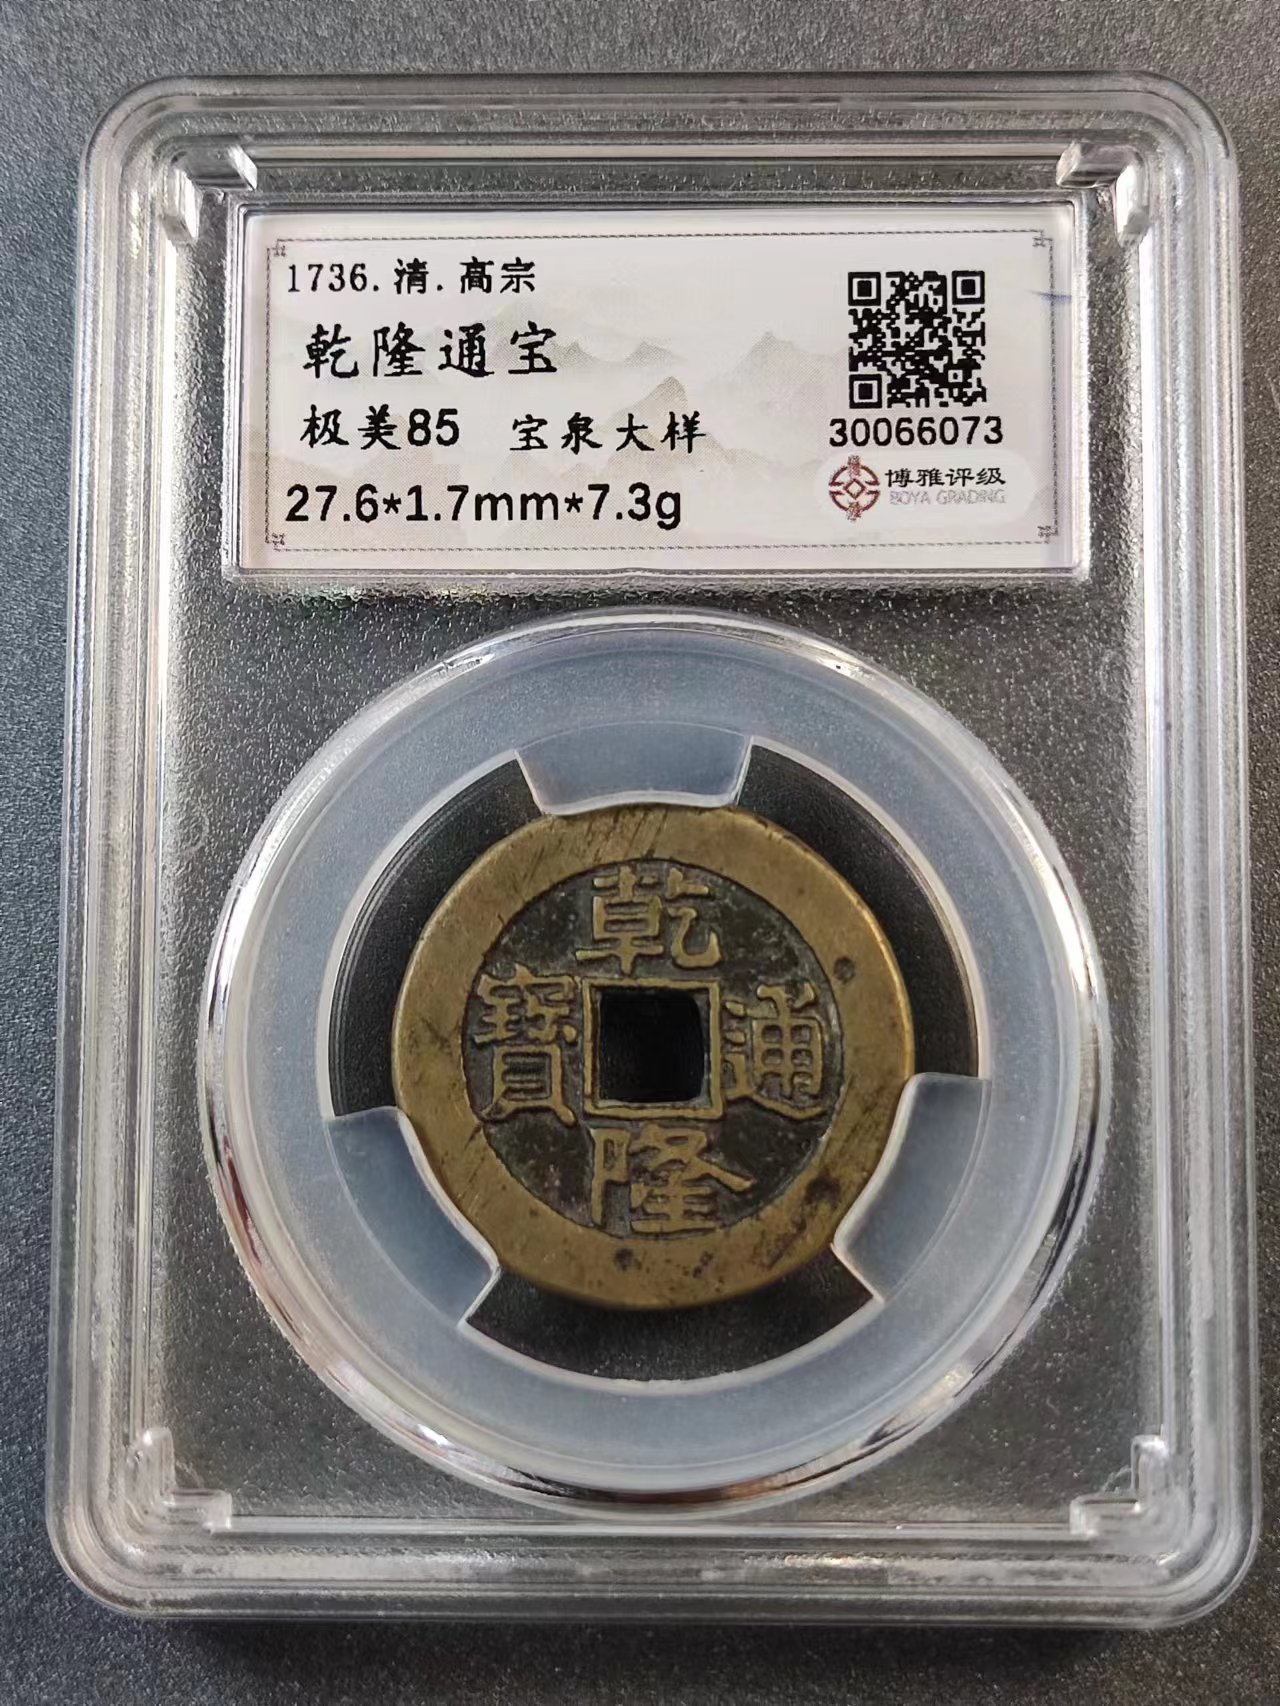 1736.清.高宗
乾隆通宝
极美85 宝泉大样
27.6*1.7mm*7.3g
30066073
博雅评级
BOYA GRADING
乾
寶 通
隆